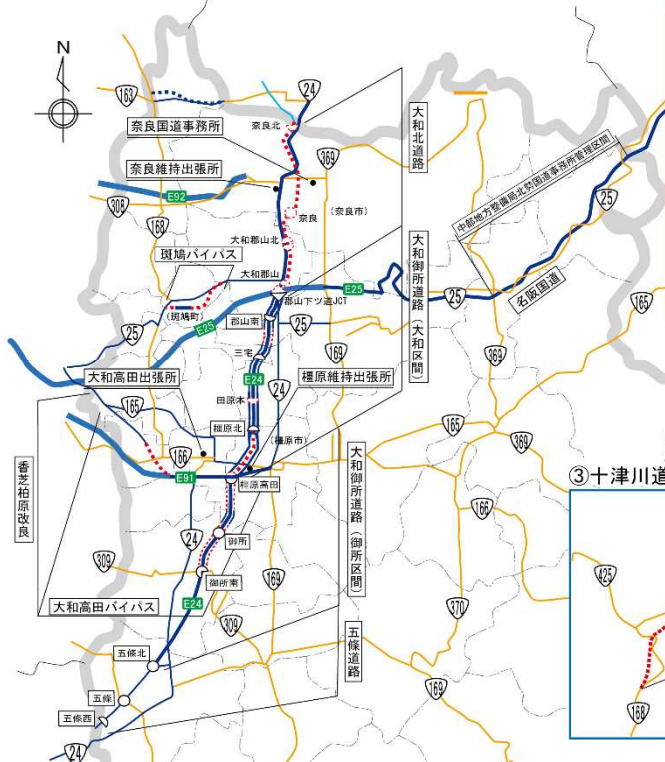 N
163
24
24
奈良北
奈良国道事務所
369
奈良維持出張所
E92
308
168
奈良
(奈良市)
大和郡山北
斑鳩バイパス
大和郡山
E25
(斑鳩町)
郡山下ツ道JCT
25
E25
郡山南
25
三宅
169
大和高田出張所
E24
24
橿原維持出張所
165
田原本
橿原北
(橿原市)
166
E91
橿原高田
香芝柏原改良
24
御所
309
御所南
169
大和高田バイパス
E24
309
五條北
五條
五條西
24
大和北道路
大和御所道路(大和区間)
大和御所道路(御所区間)
五條道路
中部地方整備局北勢国道事務所管理区間
25
名阪国道
25
165
369
165
369
166
370
169
③十津川道
425
168